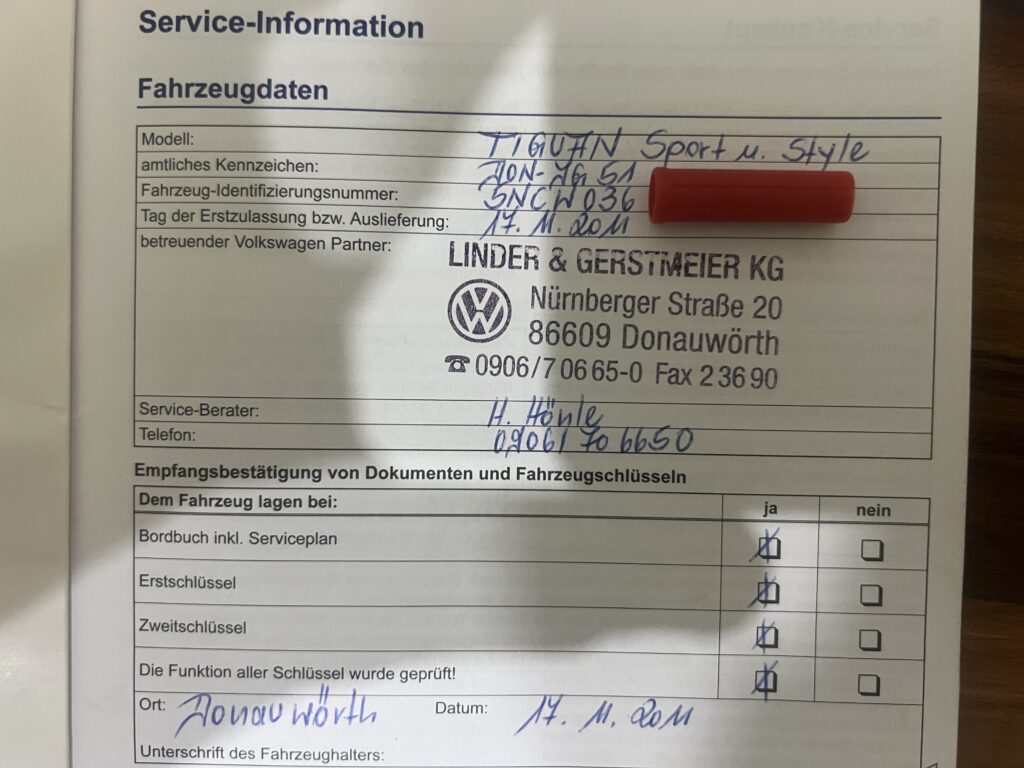 Service-Information
Fahrzeugdaten
Modell: TIGUAN Sport u. Style
amtliches Kennzeichen: DON-JG 51
Fahrzeug-Identifizierungsnummer: 5NCW036
Tag der Erstzulassung bzw. Auslieferung: 17. 11. 2011
betreuender Volkswagen Partner: LINDER & GERSTMEIER KG
Nürnberger Straße 20
86609 Donauwörth
☎ 0906/7 06 65-0 Fax 2 36 90
Service-Berater: H. Hönle
Telefon: 0906/ 70 6650
Empfangsbestätigung von Dokumenten und Fahrzeugschlüsseln
Dem Fahrzeug lagen bei: ja nein
Bordbuch inkl. Serviceplan
Erstschlüssel
Zweitschlüssel
Die Funktion aller Schlüssel wurde geprüft!
Ort: Donauwörth Datum: 17. 11. 2011
Unterschrift des Fahrzeughalters: